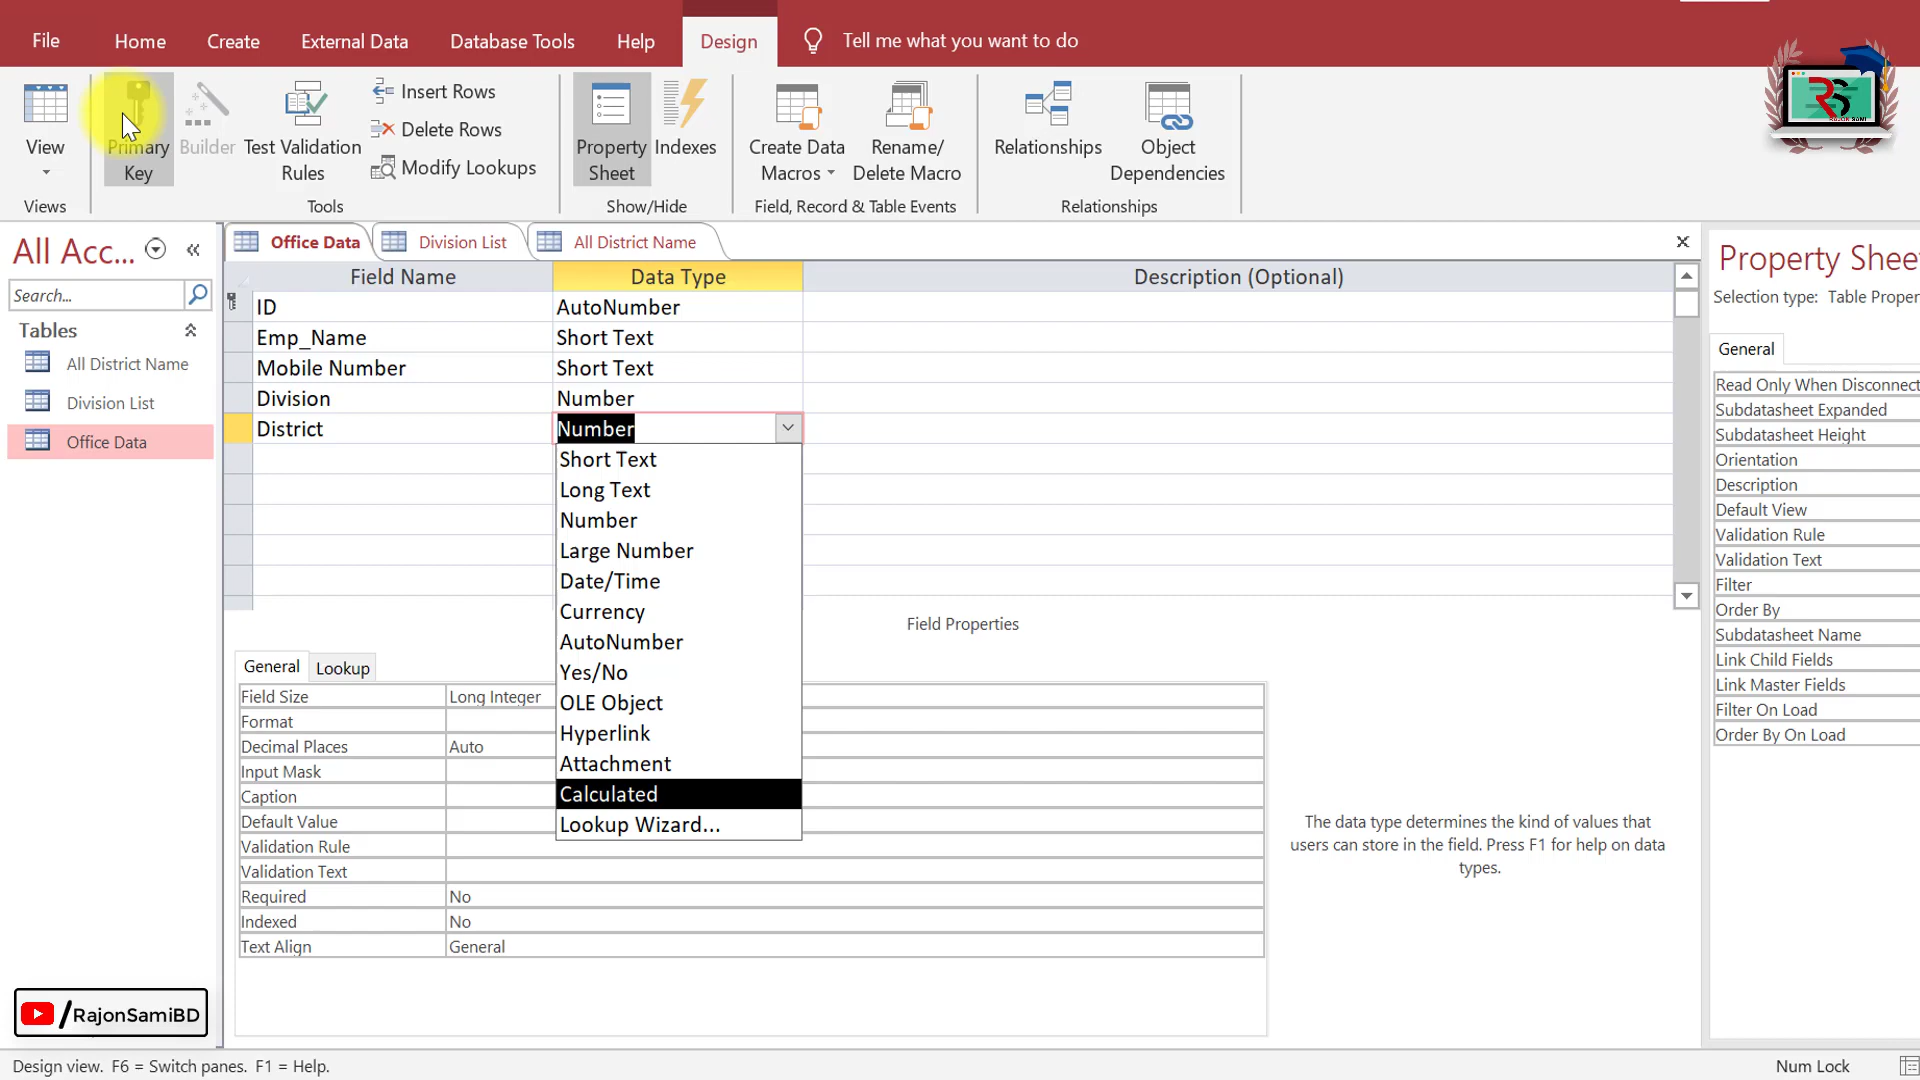 File
Home
Create
External Data
Database Tools
Help
Design
Tell me what you want to do
View
Primary
Key
Builder
Test Validation
Rules
Insert Rows
Delete Rows
Modify Lookups
Property
Sheet
Indexes
Create Data
Macros
Rename/
Delete Macro
Relationships
Object
Dependencies
Views
Tools
Show/Hide
Field, Record & Table Events
Relationships
RS
RAJON SAMI
All Acc...
Search...
Tables
All District Name
Division List
Office Data
Office Data
Division List
All District Name
Field Name
Data Type
Description (Optional)
ID
AutoNumber
Emp_Name
Short Text
Mobile Number
Short Text
Division
Number
District
Number
Short Text
Long Text
Number
Large Number
Date/Time
Currency
AutoNumber
Yes/No
OLE Object
Hyperlink
Attachment
Calculated
Lookup Wizard...
Field Properties
General
Lookup
Field Size
Long Integer
Format
Decimal Places
Auto
Input Mask
Caption
Default Value
Validation Rule
Validation Text
Required
No
Indexed
No
Text Align
General
The data type determines the kind of values that
users can store in the field. Press F1 for help on data
types.
Property Shee
Selection type: Table Proper
General
Read Only When Disconnect
Subdatasheet Expanded
Subdatasheet Height
Orientation
Description
Default View
Validation Rule
Validation Text
Filter
Order By
Subdatasheet Name
Link Child Fields
Link Master Fields
Filter On Load
Order By On Load
/RajonSamiBD
Design view. F6 = Switch panes. F1 = Help.
Num Lock